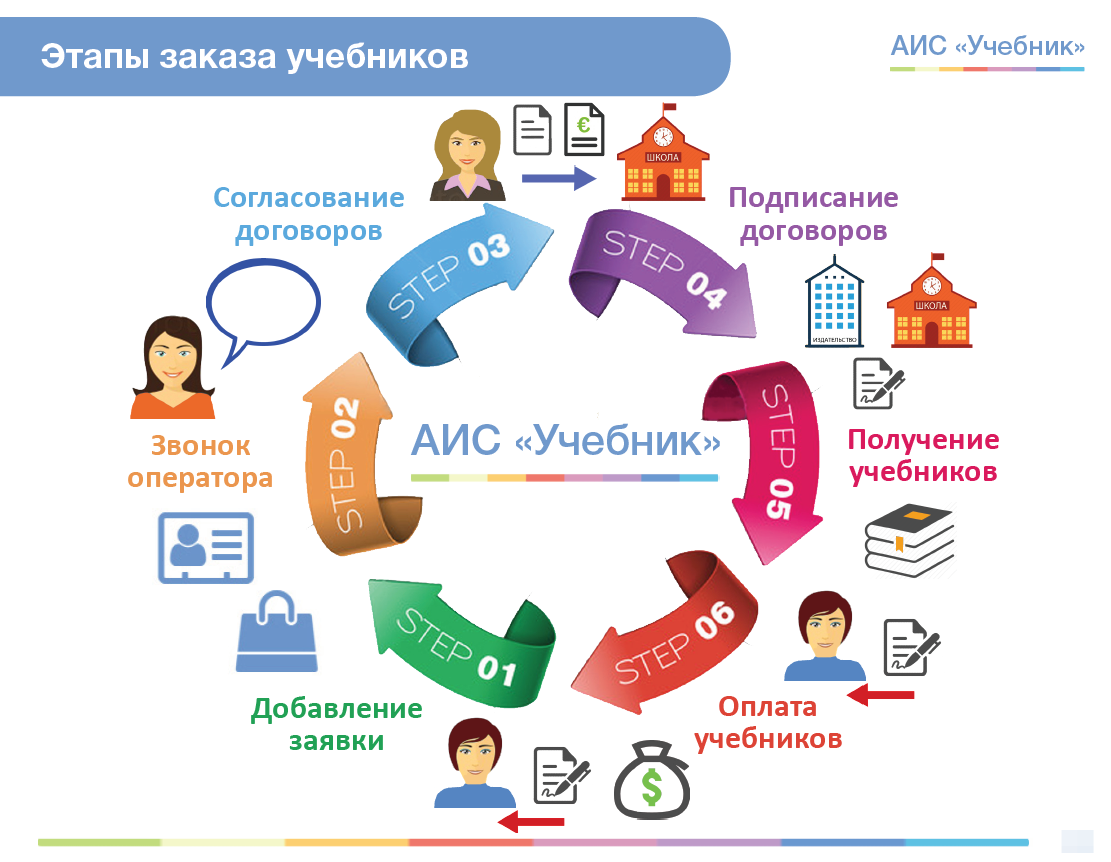 Этапы заказа учебников
АИС «Учебник»
€
ШКОЛА
Согласование
договоров
Подписание
договоров
STEP 03
STEP 04
ИЗДАТЕЛЬСТВО
ШКОЛА
STEP 02
STEP 05
АИС «Учебник»
Звонок
оператора
Получение
учебников
STEP 01
STEP 06
Добавление
заявки
Оплата
учебников
$